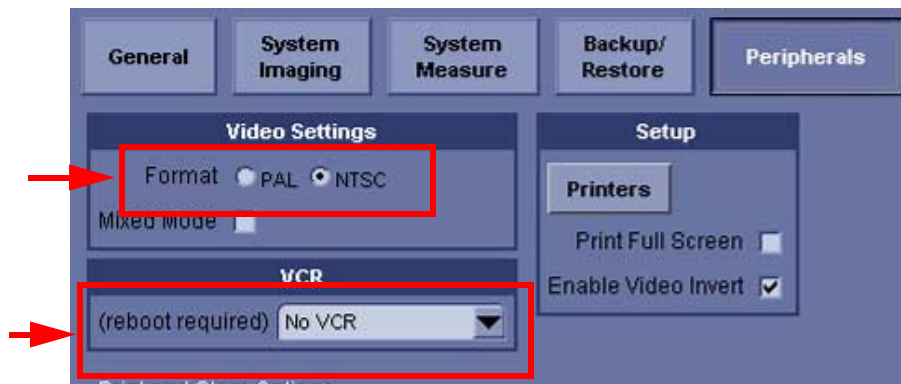 General
System
Imaging
System
Measure
Backup/
Restore
Peripherals
Video Settings
Format PAL NTSC
Mixed Mode
VCR
(reboot required) No VCR
Setup
Printers
Print Full Screen
Enable Video Invert